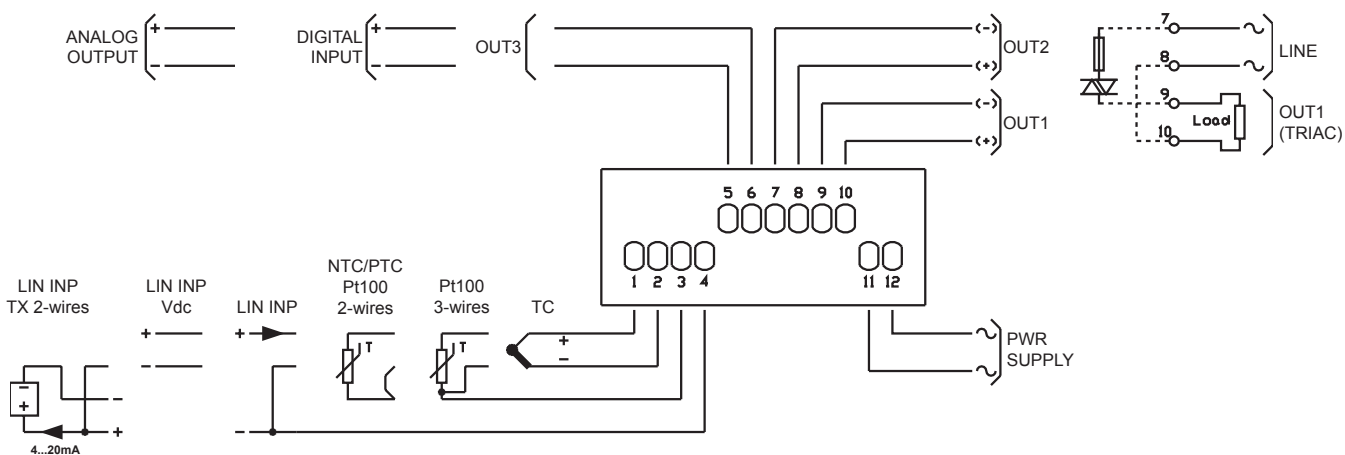 ANALOG
OUTPUT
+
−
DIGITAL
INPUT
+
−
OUT3
(-)
(+)
OUT2
(-)
(+)
OUT1
7
8
LINE
9
10
Load
OUT1
(TRIAC)
5 6 7 8 9 10
1 2 3 4
11 12
LIN INP
TX 2-wires
−
+
−
+
4...20mA
LIN INP
Vdc
+
−
LIN INP
+
−
NTC/PTC
Pt100
2-wires
T
Pt100
3-wires
T
TC
+
−
PWR
SUPPLY